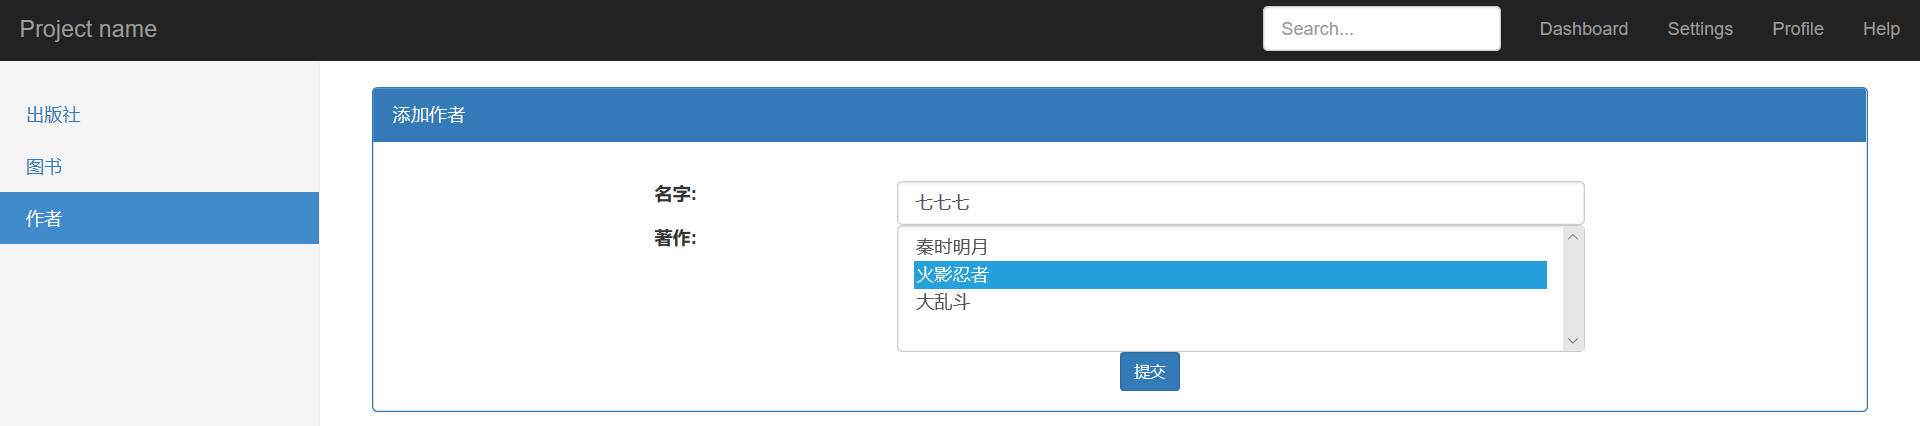 Project name
Search...
Dashboard
Settings
Profile
Help
出版社
图书
作者
添加作者
名字:
七七七
著作:
秦时明月
火影忍者
大乱斗
提交